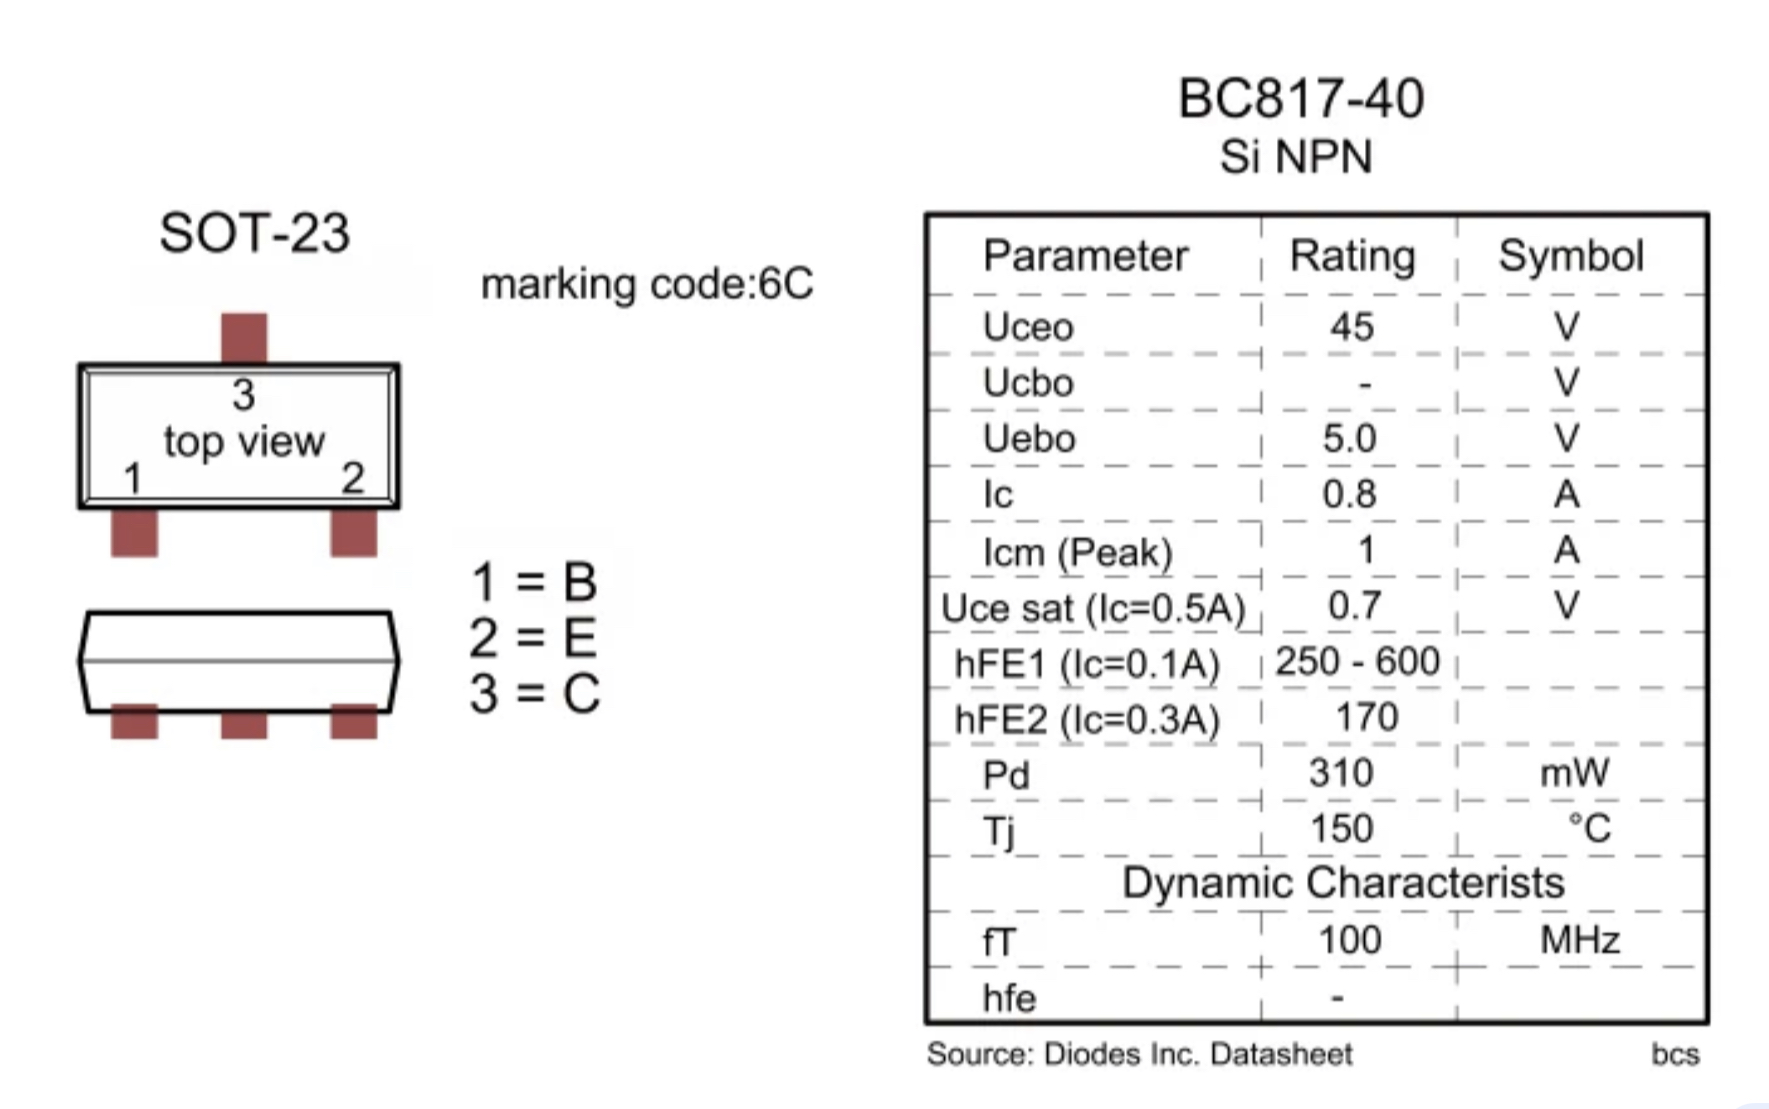 SOT-23
marking code:6C
3
top view
1 2
1 = B
2 = E
3 = C
BC817-40
Si NPN
Parameter Rating Symbol
Uceo 45 V
Ucbo - V
Uebo 5.0 V
Ic 0.8 A
Icm (Peak) 1 A
Uce sat (Ic=0.5A) 0.7 V
hFE1 (Ic=0.1A) 250 - 600
hFE2 (Ic=0.3A) 170
Pd 310 mW
Tj 150 °C
Dynamic Characterists
fT 100 MHz
hfe -
Source: Diodes Inc. Datasheet bcs